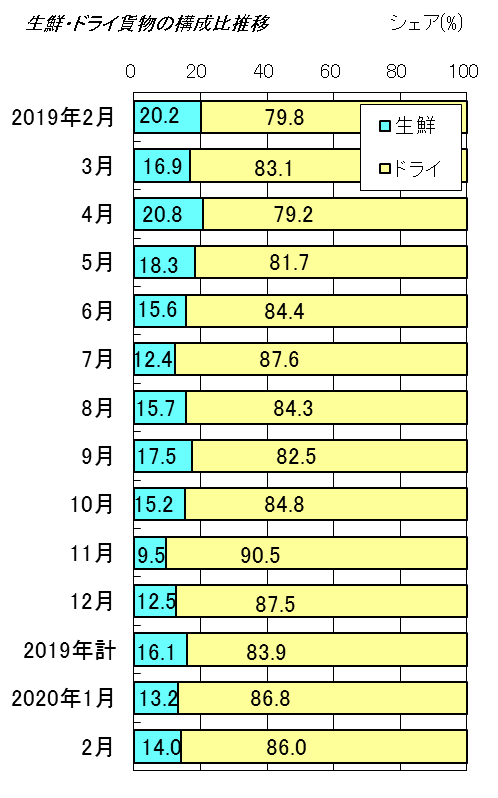 生鮮・ドライ貨物の構成比推移 シェア(%)
0 20 40 60 80 100
2019年2月 20.2 79.8
生鮮
3月 16.9 83.1
ドライ
4月 20.8 79.2
5月 18.3 81.7
6月 15.6 84.4
7月 12.4 87.6
8月 15.7 84.3
9月 17.5 82.5
10月 15.2 84.8
11月 9.5 90.5
12月 12.5 87.5
2019年計 16.1 83.9
2020年1月 13.2 86.8
2月 14.0 86.0